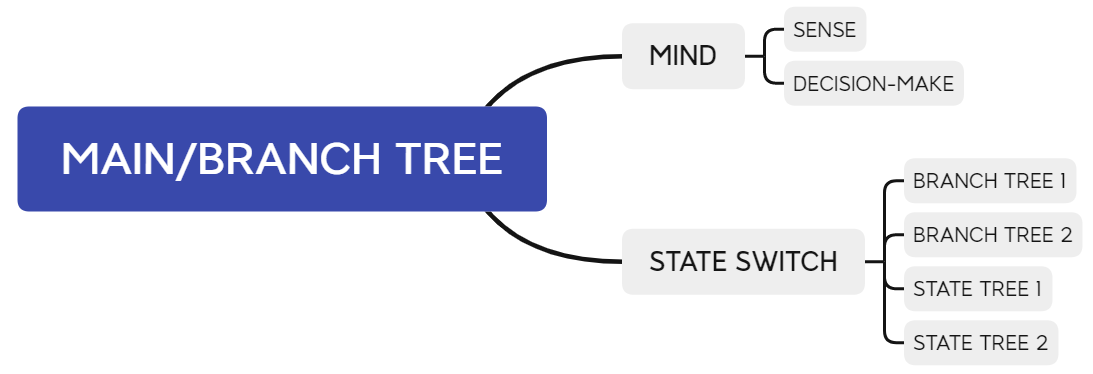 MAIN/BRANCH TREE
MIND
SENSE
DECISION-MAKE
STATE SWITCH
BRANCH TREE 1
BRANCH TREE 2
STATE TREE 1
STATE TREE 2